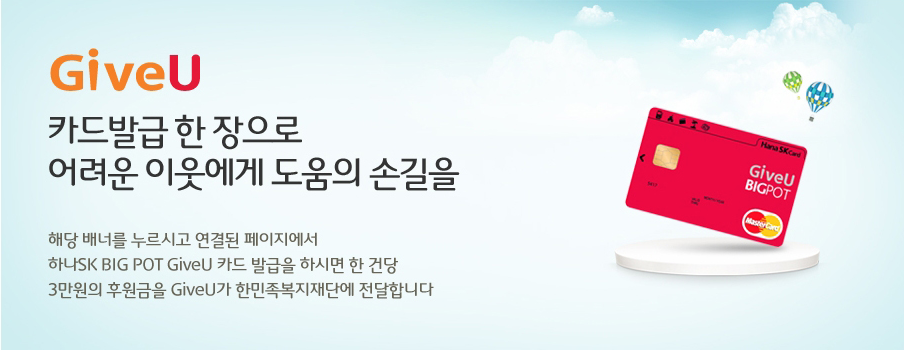 GiveU
카드발급 한 장으로
어려운 이웃에게 도움의 손길을
해당 배너를 누르시고 연결된 페이지에서
하나SK BIG POT GiveU 카드 발급을 하시면 한 건당
3만원의 후원금을 GiveU가 한민족복지재단에 전달합니다
Hana SK Card
GiveU
BIGPOT
MasterCard